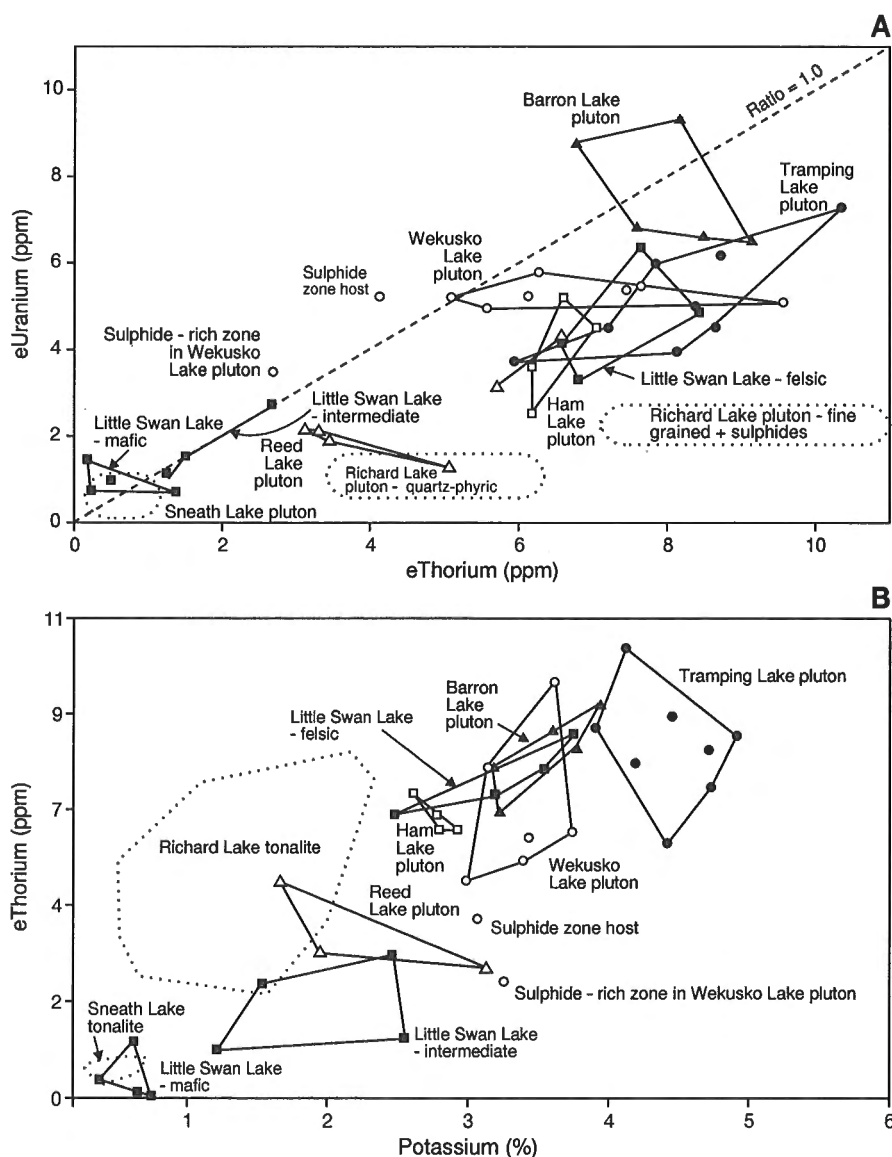 A
10
8
6
4
2
0
0
2
4
6
8
10
eUranium (ppm)
eThorium (ppm)
Ratio = 1.0
Barron Lake
pluton
Tramping
Lake
pluton
Wekusko
Lake
pluton
Sulphide
zone host
Sulphide - rich zone
in Wekusko
Lake pluton
Little Swan Lake
- mafic
Little Swan Lake
- intermediate
Little Swan Lake - felsic
Reed
Lake
pluton
Ham
Lake
pluton
Richard Lake pluton - fine
grained + sulphides
Richard Lake
pluton - quartz-phyric
Sneath Lake pluton
B
11
9
7
4
2
0
1
2
3
4
5
6
eThorium (ppm)
Potassium (%)
Tramping Lake pluton
Barron
Lake
pluton
Little Swan Lake
- felsic
Ham
Lake
pluton
Richard Lake tonalite
Wekusko
Lake pluton
Reed
Lake pluton
Sulphide zone host
Sulphide - rich zone in Wekusko Lake pluton
Sneath Lake
tonalite
Little Swan Lake
- mafic
Little Swan Lake
- intermediate